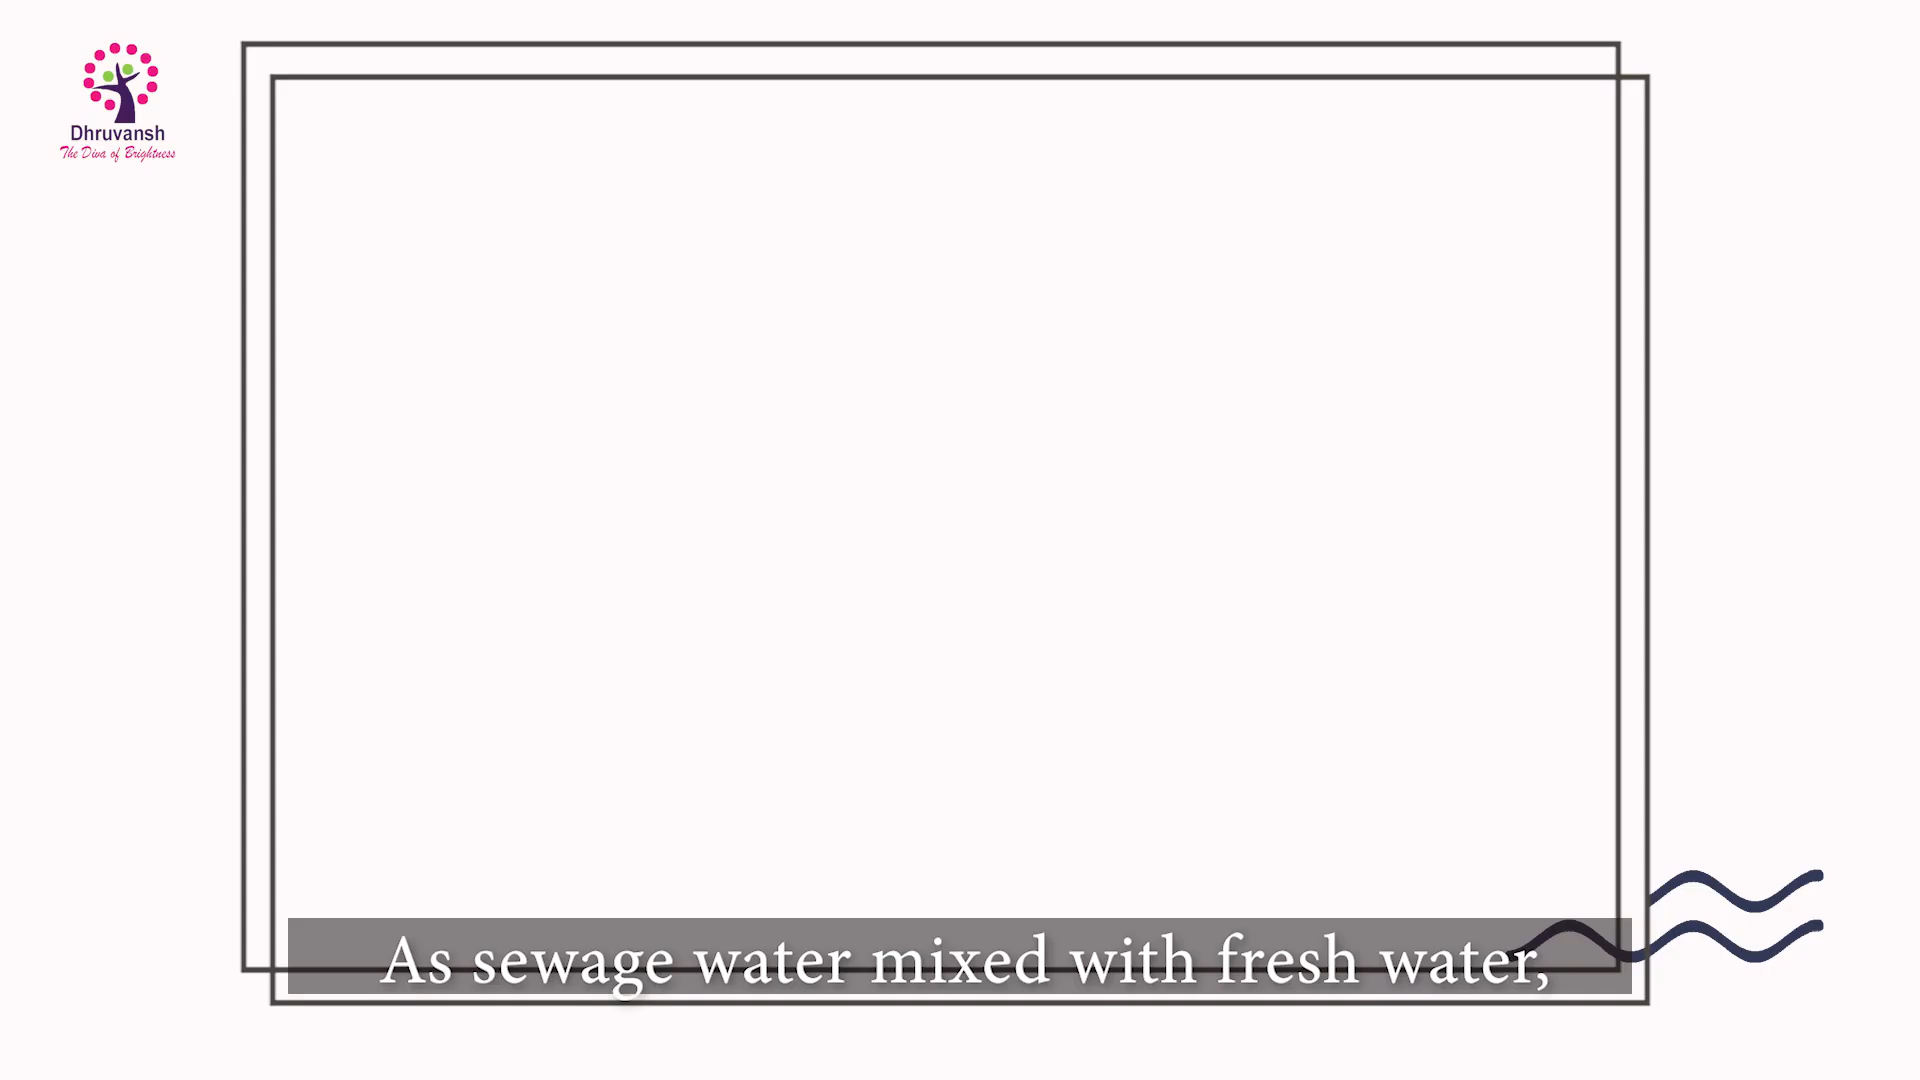 Dhruvansh
The Diva of Brightness
As sewage water mixed with fresh water,